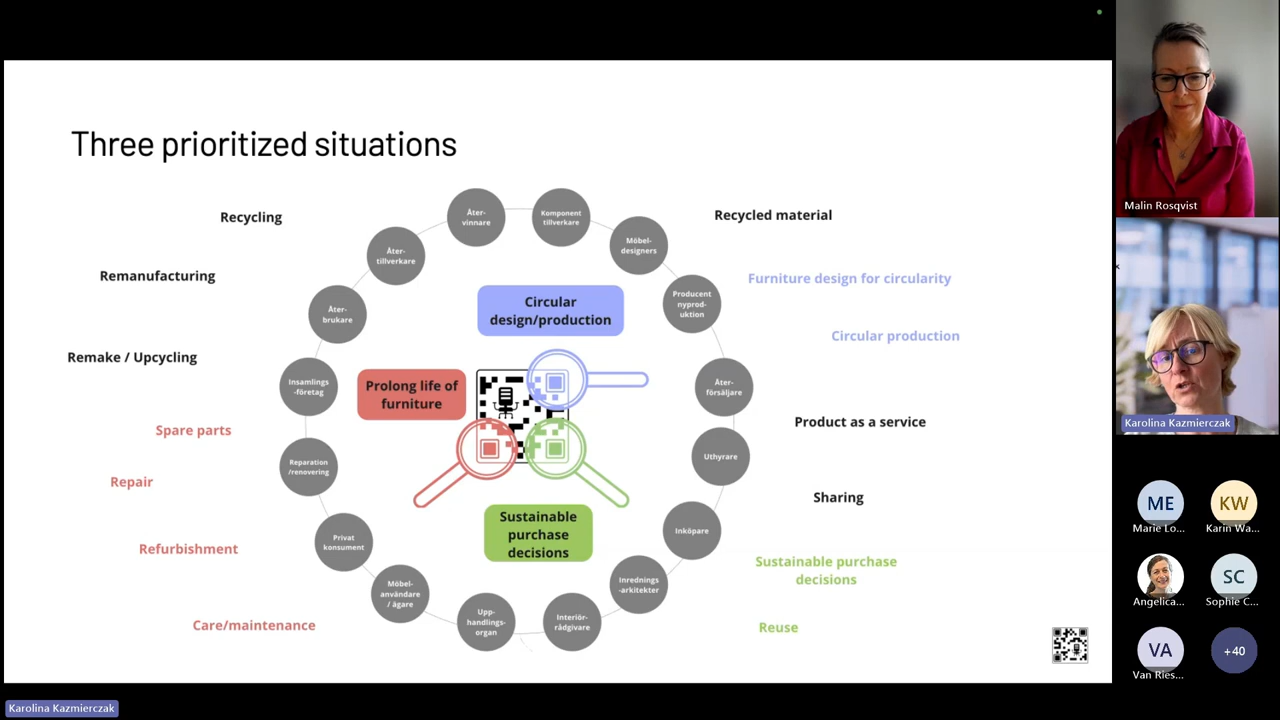 Three prioritized situations
Recycling
Remanufacturing
Remake / Upcycling
Spare parts
Repair
Refurbishment
Care/maintenance
Åter-
vinnare
Komponent
tillverkare
Möbel-
designers
Producent
nyprod-
uktion
Åter-
försäljare
Uthyrare
Inköpare
Inrednings
-arkitekter
Interiör-
rådgivare
Upp-
handlings-
organ
Möbel-
användare
/ ägare
Privat
konsument
Reparation
/renovering
Insamlings
-företag
Åter-
brukare
Åter-
tillverkare
Circular
design/production
Prolong life of
furniture
Sustainable
purchase
decisions
Recycled material
Furniture design for circularity
Circular production
Product as a service
Sharing
Sustainable purchase
decisions
Reuse
Malin Rosqvist
Karolina Kazmierczak
ME
Marie Lo...
KW
Karin Wa...
Angelica...
SC
Sophie C...
VA
Van Ries...
+40
Karolina Kazmierczak